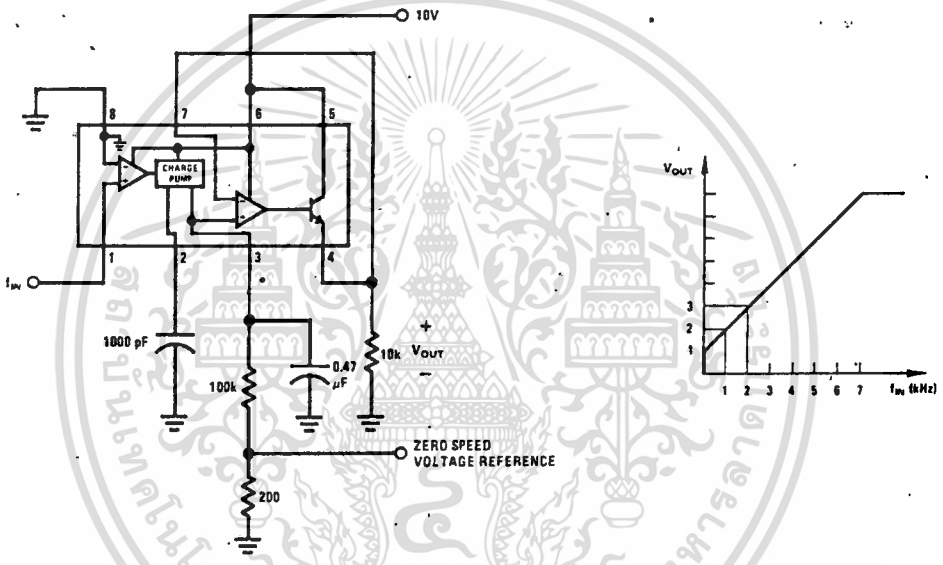 10V
8
7
6
5
CHARGE
PUMP
1
2
3
4
fIN
1000 pF
100k
0.47
μF
+
VOUT
−
10k
ZERO SPEED
VOLTAGE REFERENCE
200
VOUT
3
2
1
1 2 3 4 5 6 7 fIN (kHz)